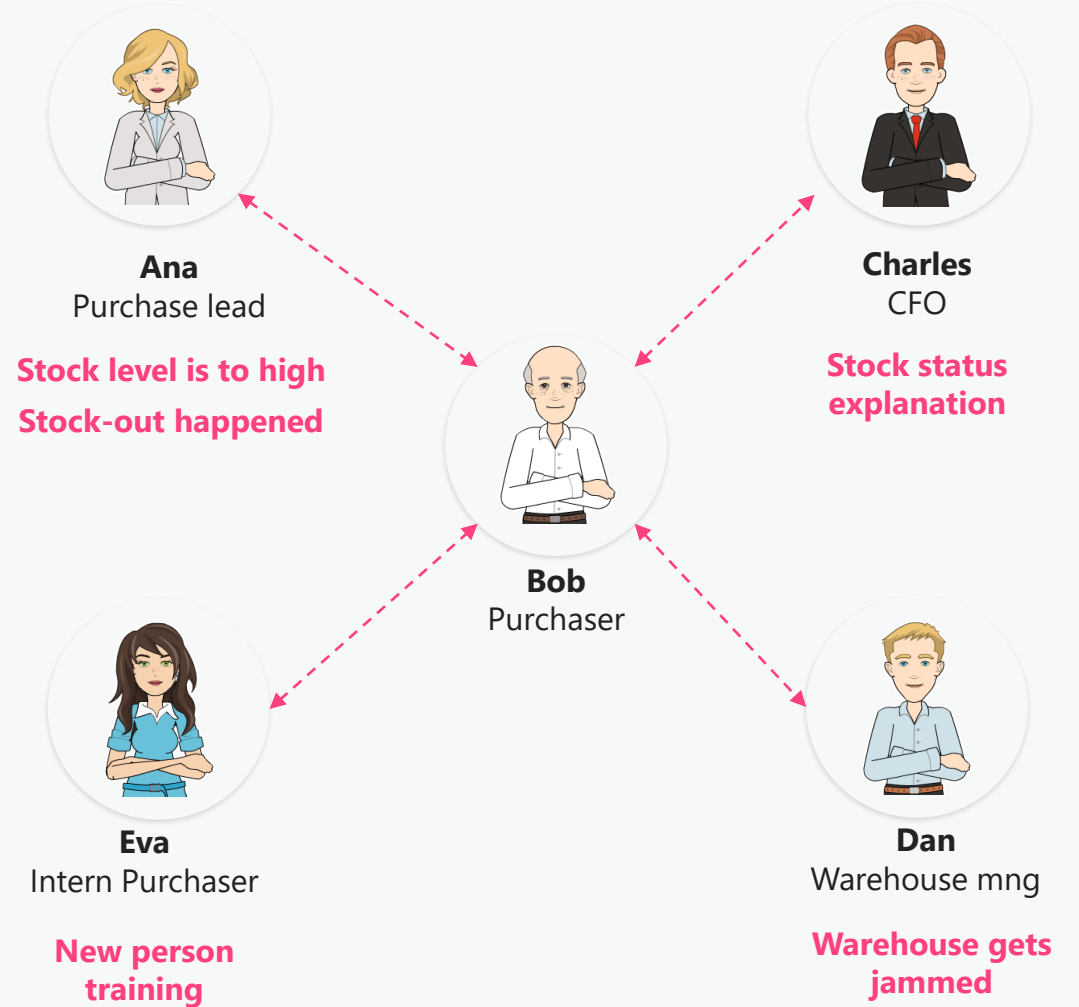 Ana
Purchase lead
Stock level is to high
Stock-out happened
Charles
CFO
Stock status
explanation
Bob
Purchaser
Eva
Intern Purchaser
New person
training
Dan
Warehouse mng
Warehouse gets
jammed